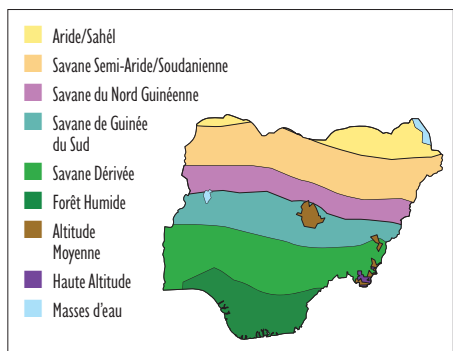 Aride/Sahél
Savane Semi-Aride/Soudanienne
Savane du Nord Guinéenne
Savane de Guinée
du Sud
Savane Dérivée
Forêt Humide
Altitude
Moyenne
Haute Altitude
Masses d'eau